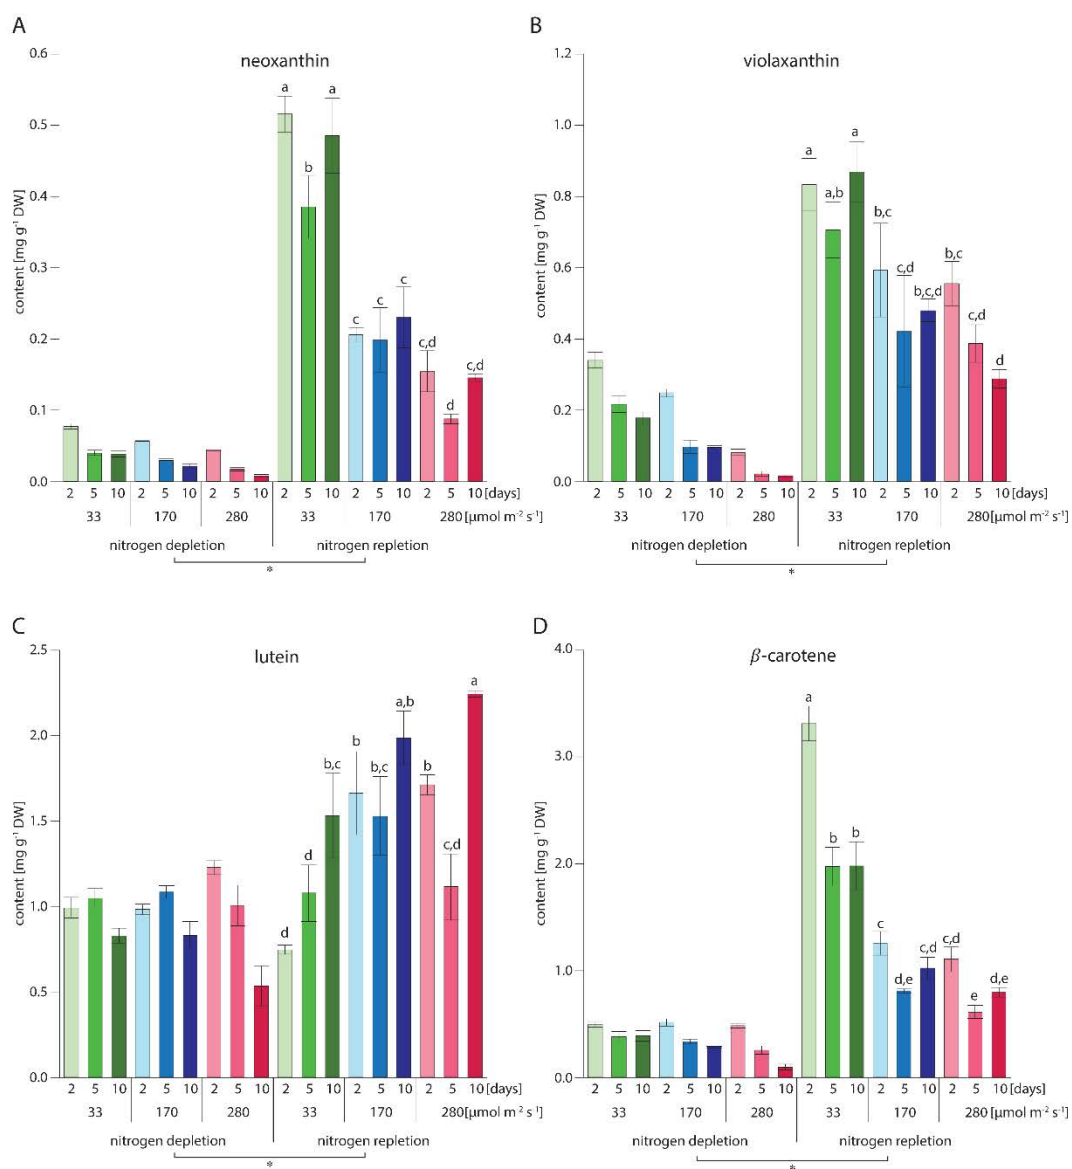 A
neoxanthin
content [mg g⁻¹ DW]
0.6
0.5
0.4
0.3
0.2
0.1
0.0
a
b
a
c
c
c
c,d
d
c,d
2 5 10 2 5 10 2 5 10 2 5 10 2 5 10 2 5 10 [days]
33 170 280 33 170 280 [µmol m⁻² s⁻¹]
nitrogen depletion nitrogen repletion
*
B
violaxanthin
content [mg g⁻¹ DW]
1.2
1.0
0.8
0.6
0.4
0.2
0.0
a
a,b
a
b,c
c,d
b,c,d
b,c
c,d
d
2 5 10 2 5 10 2 5 10 2 5 10 2 5 10 2 5 10 [days]
33 170 280 33 170 280 [µmol m⁻² s⁻¹]
nitrogen depletion nitrogen repletion
*
C
lutein
content [mg g⁻¹ DW]
2.5
2.0
1.5
1.0
0.5
0.0
d
d
b,c
b
b,c
a,b
b
c,d
a
2 5 10 2 5 10 2 5 10 2 5 10 2 5 10 2 5 10 [days]
33 170 280 33 170 280 [µmol m⁻² s⁻¹]
nitrogen depletion nitrogen repletion
*
D
β-carotene
content [mg g⁻¹ DW]
4.0
3.0
2.0
1.0
0.0
a
b
b
c
d,e
c,d
c,d
e
d,e
2 5 10 2 5 10 2 5 10 2 5 10 2 5 10 2 5 10 [days]
33 170 280 33 170 280 [µmol m⁻² s⁻¹]
nitrogen depletion nitrogen repletion
*